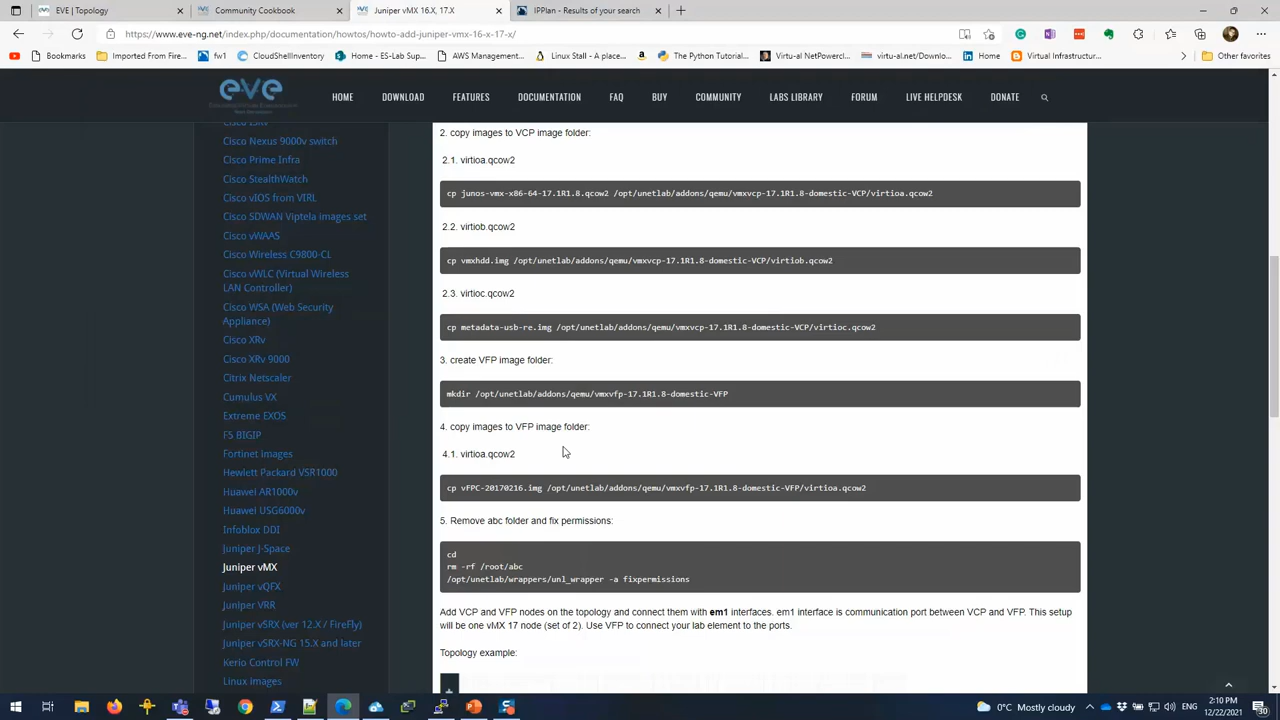 EVE | Topology
Community Cookbook
Juniper vMX 16.X, 17.X
IPPlan - Results of your search
https://www.eve-ng.net/index.php/documentation/howtos/howto-add-juniper-vmx-16-x-17-x/
Bookmarks
Imported From Fire...
CloudShellInventory
Home - ES-Lab Sup...
AWS Management...
Linux Stall - A place...
The Python Tutorial...
Virtu-al NetPowerc...
virtu-al.net/Downlo...
Home
Virtual Infrastructur...
Other favorites
eve
HOME
DOWNLOAD
FEATURES
DOCUMENTATION
FAQ
BUY
COMMUNITY
LABS LIBRARY
FORUM
LIVE HELPDESK
DONATE
Cisco Nexus 9000v switch
Cisco Prime Infra
Cisco StealthWatch
Cisco vIOS from VIRL
Cisco SDWAN Viptela images set
Cisco vWAAS
Cisco Wireless C9800-CL
Cisco vWLC (Virtual Wireless
LAN Controller)
Cisco WSA (Web Security
Appliance)
Cisco XRv
Cisco XRv 9000
Citrix Netscaler
Cumulus VX
Extreme EXOS
F5 BIGIP
Fortinet images
Hewlett Packard VSR1000
Huawei AR1000v
Huawei USG6000v
Infoblox DDI
Juniper J-Space
Juniper vMX
Juniper vQFX
Juniper VRR
Juniper vSRX (ver 12.X / FireFly)
Juniper vSRX-NG 15.X and later
Kerio Control FW
Linux images
2. copy images to VCP image folder:
2.1. virtioa.qcow2
cp junos-vmx-x86-64-17.1R1.8.qcow2 /opt/unetlab/addons/qemu/vmxvcp-17.1R1.8-domestic-VCP/virtioa.qcow2
2.2. virtiob.qcow2
cp vmxhdd.img /opt/unetlab/addons/qemu/vmxvcp-17.1R1.8-domestic-VCP/virtiob.qcow2
2.3. virtioc.qcow2
cp metadata-usb-re.img /opt/unetlab/addons/qemu/vmxvcp-17.1R1.8-domestic-VCP/virtioc.qcow2
3. create VFP image folder:
mkdir /opt/unetlab/addons/qemu/vmxvfp-17.1R1.8-domestic-VFP
4. copy images to VFP image folder:
4.1. virtioa.qcow2
cp vFPC-20170216.img /opt/unetlab/addons/qemu/vmxvfp-17.1R1.8-domestic-VFP/virtioa.qcow2
5. Remove abc folder and fix permissions:
cd
rm -rf /root/abc
/opt/unetlab/wrappers/unl_wrapper -a fixpermissions
Add VCP and VFP nodes on the topology and connect them with em1 interfaces. em1 interface is communication port between VCP and VFP. This setup
will be one vMX 17 node (set of 2). Use VFP to connect your lab element to the ports.
Topology example:
0°C Mostly cloudy
ENG
2:10 PM
12/22/2021
30